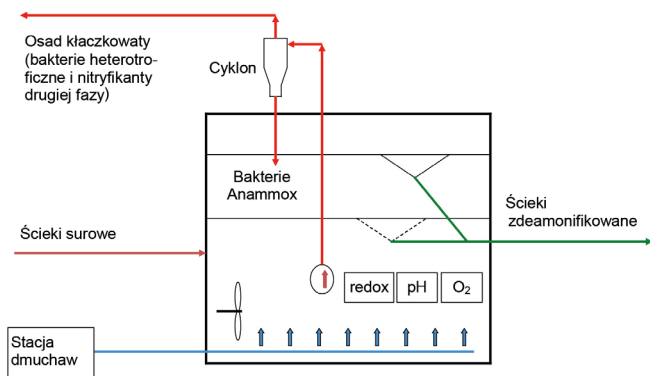 Osad kłaczkowaty
(bakterie heterotro-
ficzne i nitryfikanty
drugiej fazy)
Cyklon
Bakterie
Anammox
Ścieki
zdeamonifikowane
Ścieki surowe
redox
pH
O₂
Stacja
dmuchaw